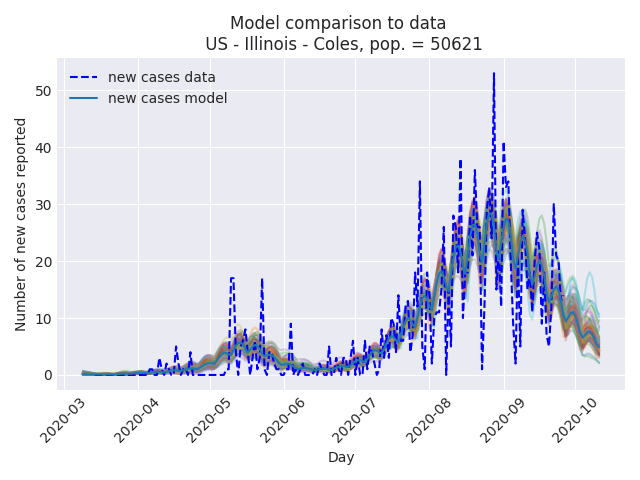 Model comparison to data
US - Illinois - Coles, pop. = 50621
new cases data
new cases model
Number of new cases reported
50
40
30
20
10
0
2020-03
2020-04
2020-05
2020-06
2020-07
2020-08
2020-09
2020-10
Day